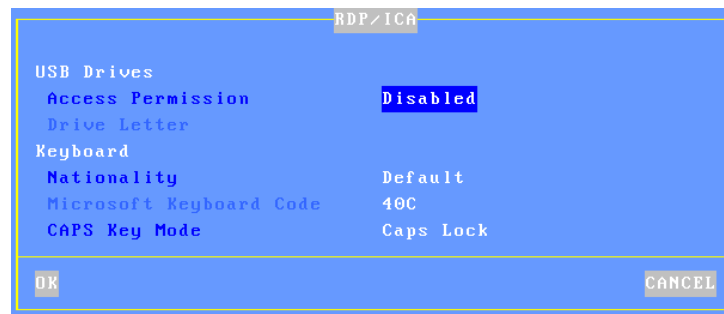 RDP/ICA
USB Drives
Access Permission Disabled
Drive Letter
Keyboard
Nationality Default
Microsoft Keyboard Code 40C
CAPS Key Mode Caps Lock
OK CANCEL